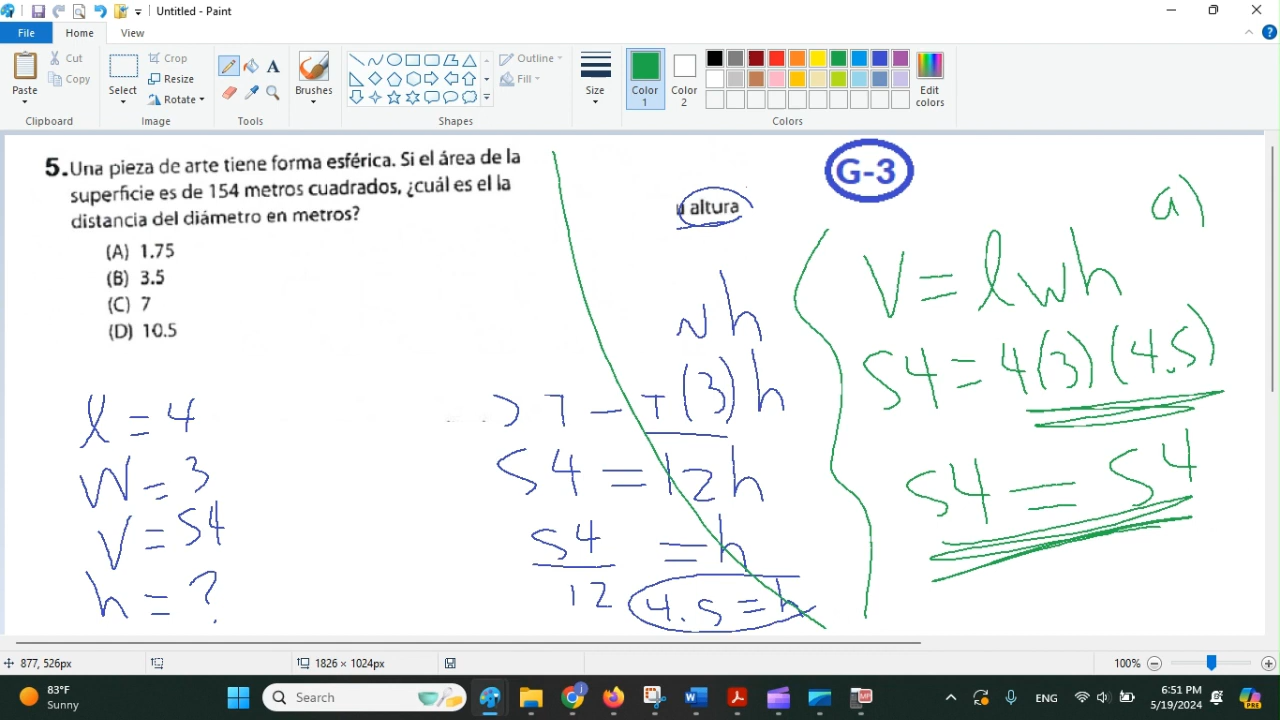 Untitled - Paint
File Home View
Paste
Cut
Copy
Clipboard
Select
Crop
Resize
Rotate
Image
A
Tools
Brushes
Shapes
Outline
Fill
Size
Color 1
Color 2
Edit colors
Colors
5. Una pieza de arte tiene forma esférica. Si el área de la
superficie es de 154 metros cuadrados, ¿cuál es el la
distancia del diámetro en metros?
(A) 1.75
(B) 3.5
(C) 7
(D) 10.5
l = 4
W = 3
V = 54
h = ?
altura
h
(3) h
54 = 12h
54
12
= h
4.5 = h
G-3
a)
V = l w h
54 = 4(3)(4.5)
54 = 54
877, 526px
1826 × 1024px
100%
83°F
Sunny
Search
ENG
6:51 PM
5/19/2024